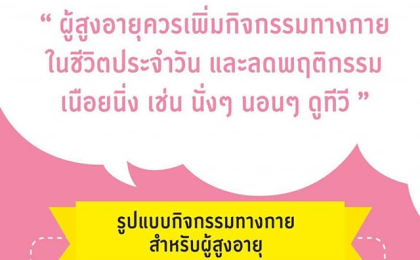 “ ผู้สูงอายุควรเพิ่มกิจกรรมทางกาย
ในชีวิตประจำวัน และลดพฤติกรรม
เนือยนิ่ง เช่น นั่งๆ นอนๆ ดูทีวี ”
รูปแบบกิจกรรมทางกาย
สำหรับผู้สูงอายุ